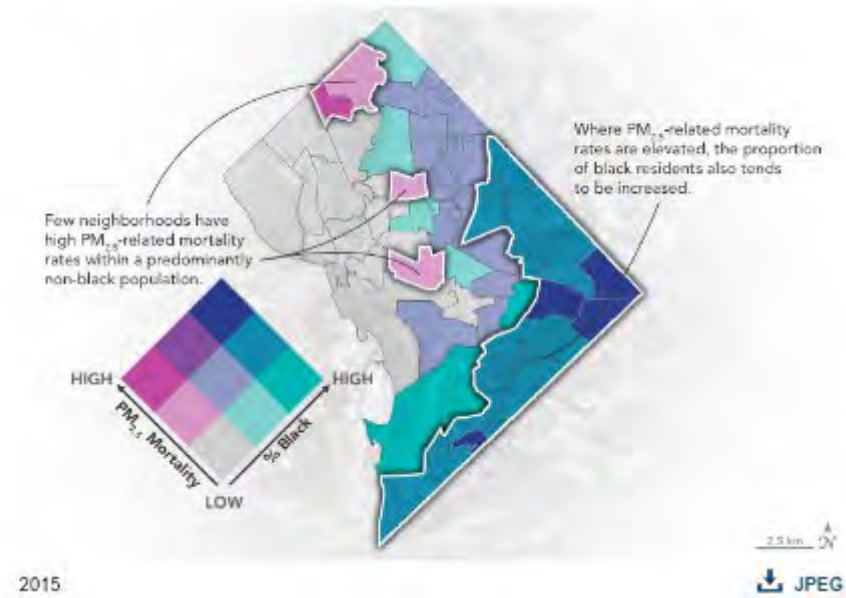 Where PM₂.₅-related mortality
rates are elevated, the proportion
of black residents also tends
to be increased.
Few neighborhoods have
high PM₂.₅-related mortality
rates within a predominantly
non-black population.
HIGH
HIGH
PM₂.₅ Mortality
% Black
LOW
2.5 km
N
2015
JPEG